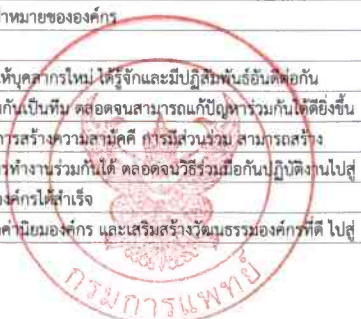 เป้าหมายขององค์กร
ให้บุคลากรใหม่ ได้รู้จักและมีปฏิสัมพันธ์อันดีต่อกัน
กันเป็นทีม ตลอดจนสามารถแก้ปัญหาร่วมกันได้ดียิ่งขึ้น
การสร้างความสามัคคี การมีส่วนร่วม สามารถสร้าง
การทำงานร่วมกันได้ ตลอดจนวิธีร่วมมือกันปฏิบัติงานไปสู่
องค์กรได้สำเร็จ
ค่านิยมองค์กร และเสริมสร้างวัฒนธรรมองค์กรที่ดี ไปสู่
กรมการแพทย์